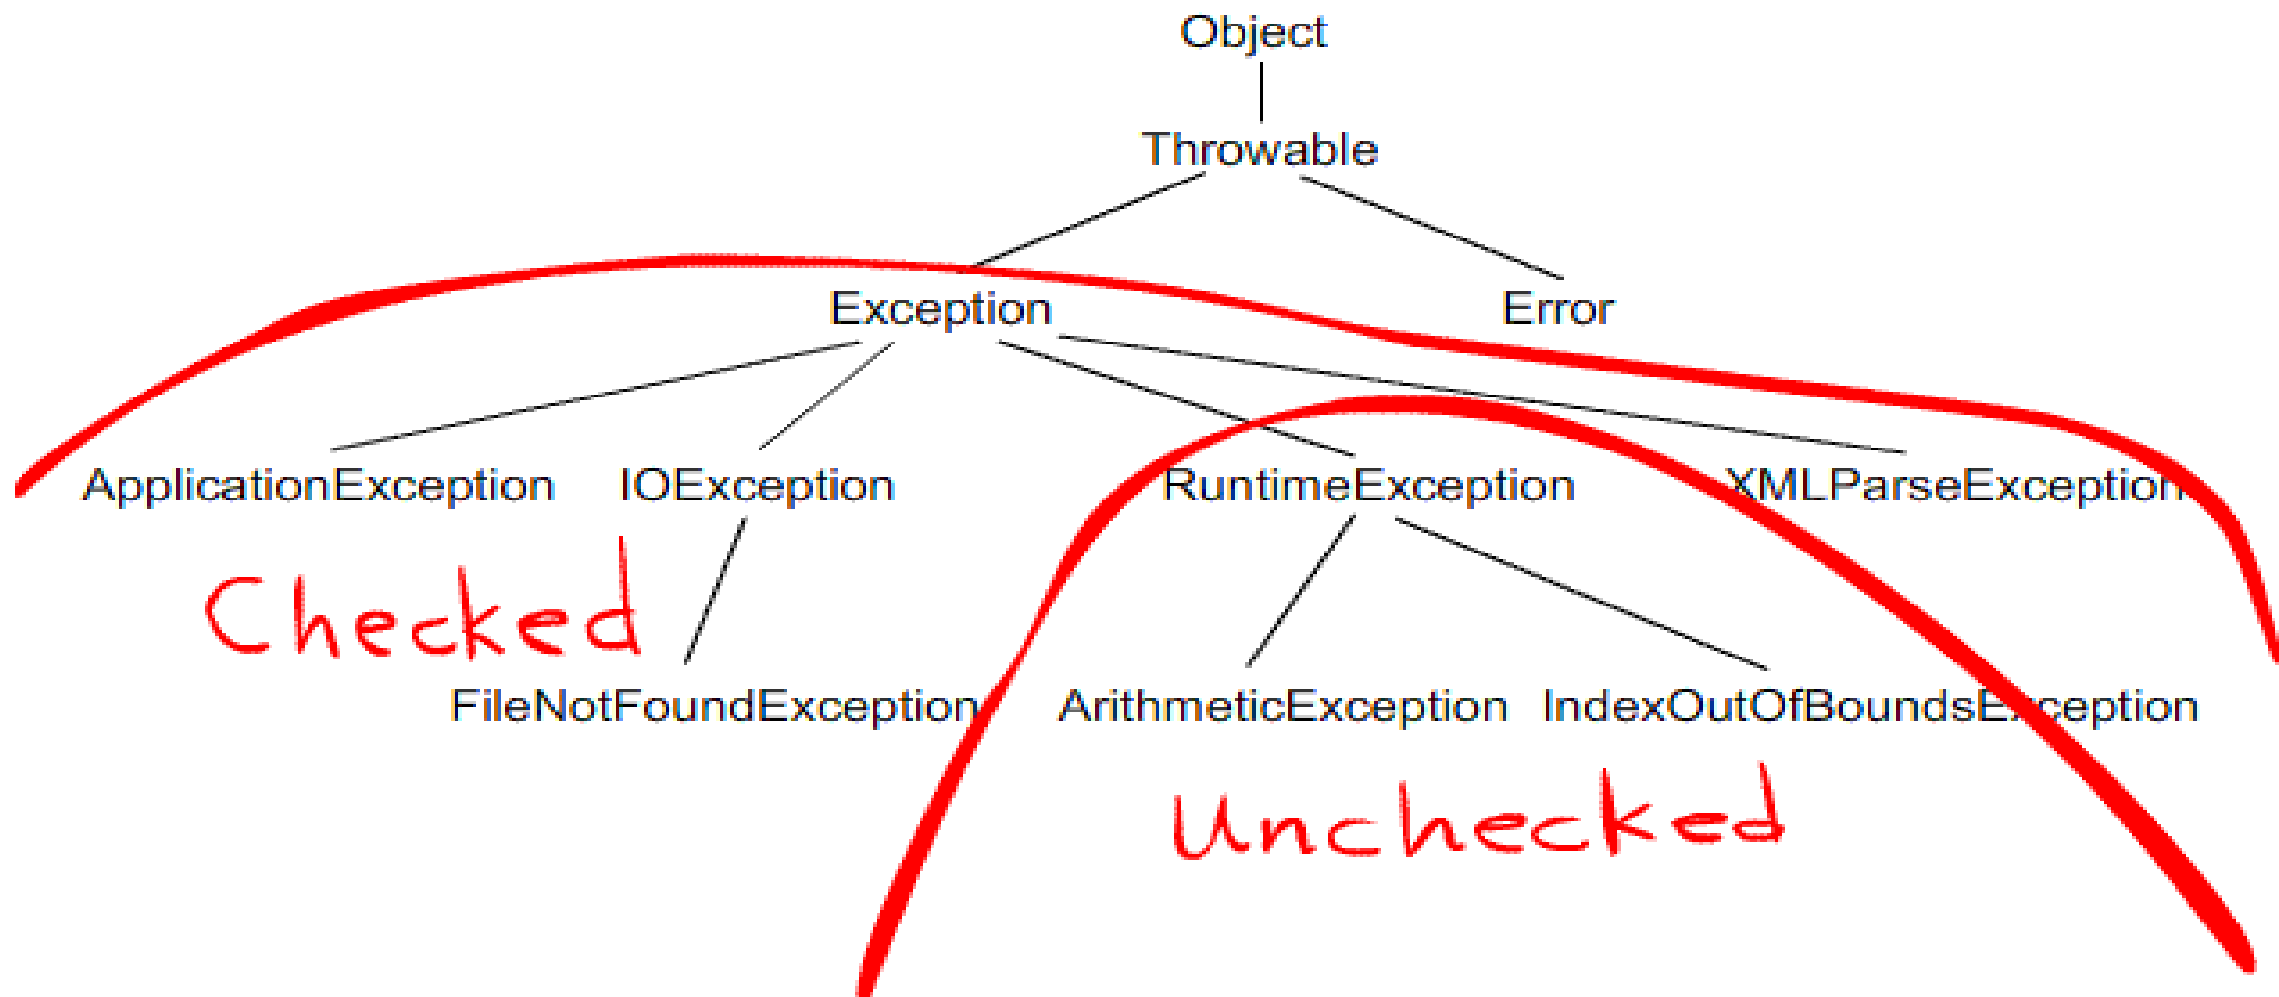 Object
Throwable
Exception Error
ApplicationException IOException RuntimeException XMLParseException
Checked
FileNotFoundException ArithmeticException IndexOutOfBoundsException
Unchecked